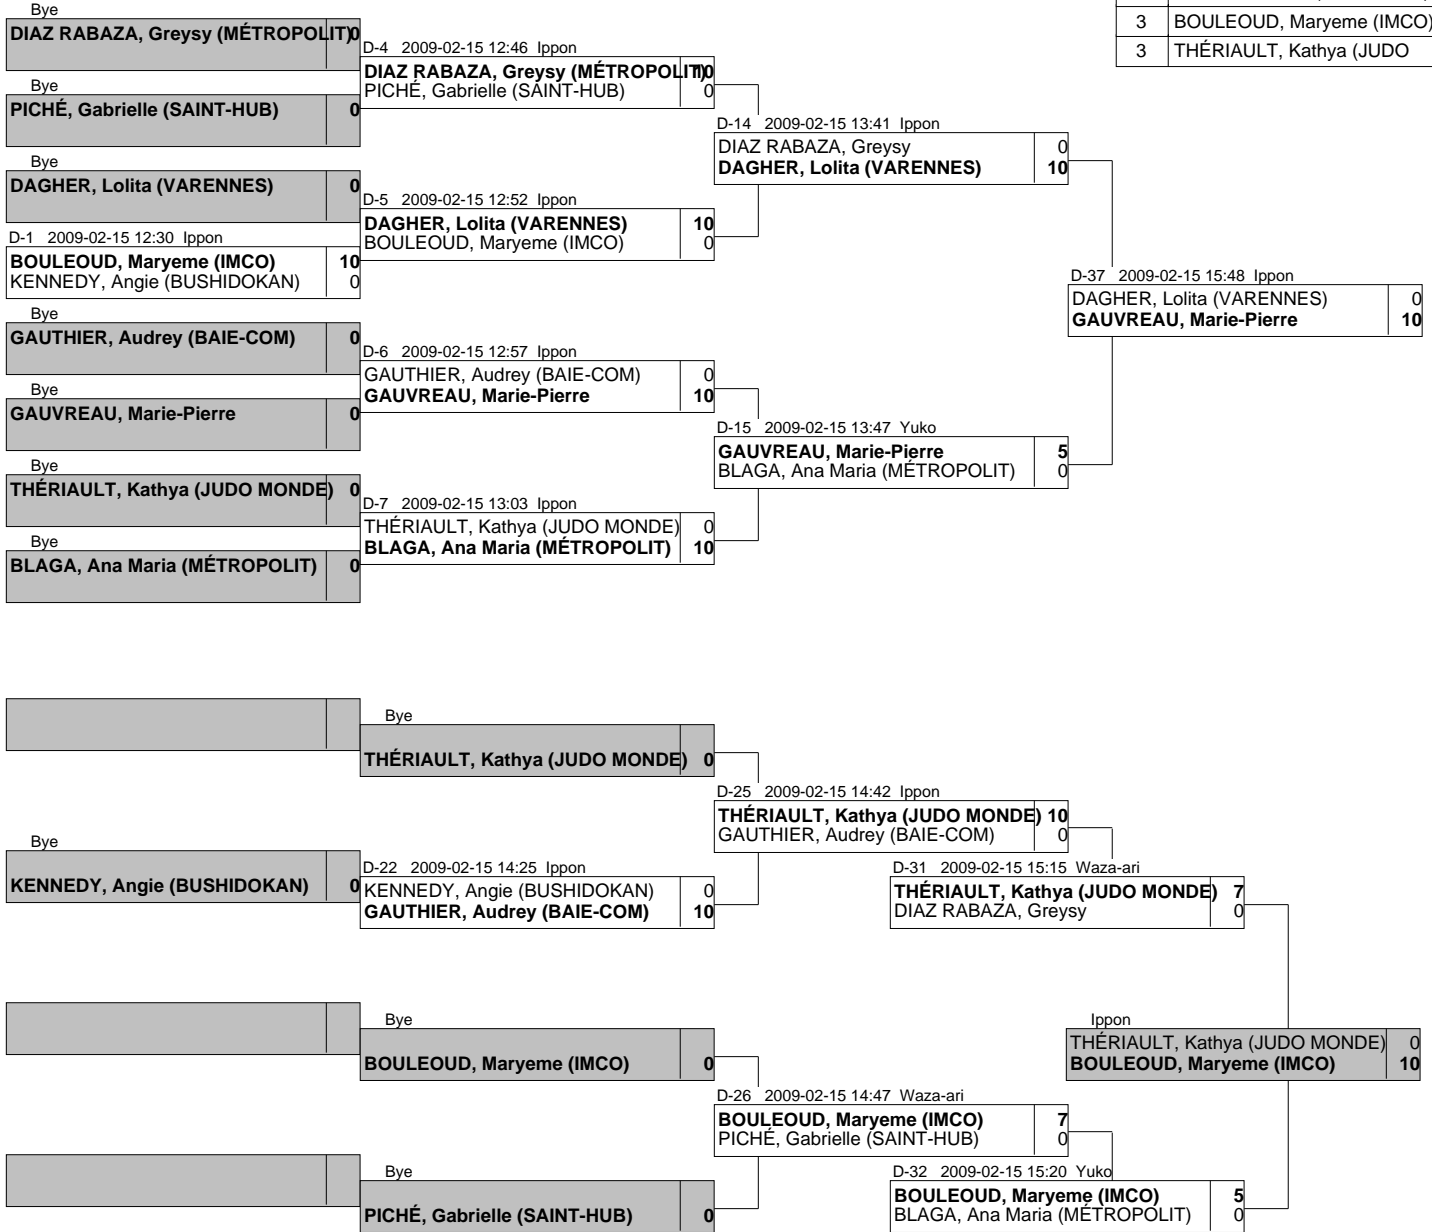 3 BOULEOUD, Maryeme (IMCO)
3 THÉRIAULT, Kathya (JUDO
Bye
DIAZ RABAZA, Greysy (MÉTROPOLIT) 0
Bye
PICHÉ, Gabrielle (SAINT-HUB) 0
Bye
DAGHER, Lolita (VARENNES) 0
D-1 2009-02-15 12:30 Ippon
BOULEOUD, Maryeme (IMCO) 10
KENNEDY, Angie (BUSHIDOKAN) 0
Bye
GAUTHIER, Audrey (BAIE-COM) 0
Bye
GAUVREAU, Marie-Pierre 0
Bye
THÉRIAULT, Kathya (JUDO MONDE) 0
Bye
BLAGA, Ana Maria (MÉTROPOLIT) 0
D-4 2009-02-15 12:46 Ippon
DIAZ RABAZA, Greysy (MÉTROPOLIT) 10
PICHÉ, Gabrielle (SAINT-HUB) 0
D-5 2009-02-15 12:52 Ippon
DAGHER, Lolita (VARENNES) 10
BOULEOUD, Maryeme (IMCO) 0
D-6 2009-02-15 12:57 Ippon
GAUTHIER, Audrey (BAIE-COM) 0
GAUVREAU, Marie-Pierre 10
D-7 2009-02-15 13:03 Ippon
THÉRIAULT, Kathya (JUDO MONDE) 0
BLAGA, Ana Maria (MÉTROPOLIT) 10
D-14 2009-02-15 13:41 Ippon
DIAZ RABAZA, Greysy 0
DAGHER, Lolita (VARENNES) 10
D-15 2009-02-15 13:47 Yuko
GAUVREAU, Marie-Pierre 5
BLAGA, Ana Maria (MÉTROPOLIT) 0
D-37 2009-02-15 15:48 Ippon
DAGHER, Lolita (VARENNES) 0
GAUVREAU, Marie-Pierre 10
Bye
THÉRIAULT, Kathya (JUDO MONDE) 0
Bye
KENNEDY, Angie (BUSHIDOKAN) 0
D-22 2009-02-15 14:25 Ippon
KENNEDY, Angie (BUSHIDOKAN) 0
GAUTHIER, Audrey (BAIE-COM) 10
D-25 2009-02-15 14:42 Ippon
THÉRIAULT, Kathya (JUDO MONDE) 10
GAUTHIER, Audrey (BAIE-COM) 0
D-31 2009-02-15 15:15 Waza-ari
THÉRIAULT, Kathya (JUDO MONDE) 7
DIAZ RABAZA, Greysy 0
Bye
BOULEOUD, Maryeme (IMCO) 0
Bye
PICHÉ, Gabrielle (SAINT-HUB) 0
D-26 2009-02-15 14:47 Waza-ari
BOULEOUD, Maryeme (IMCO) 7
PICHÉ, Gabrielle (SAINT-HUB) 0
D-32 2009-02-15 15:20 Yuko
BOULEOUD, Maryeme (IMCO) 5
BLAGA, Ana Maria (MÉTROPOLIT) 0
Ippon
THÉRIAULT, Kathya (JUDO MONDE) 0
BOULEOUD, Maryeme (IMCO) 10